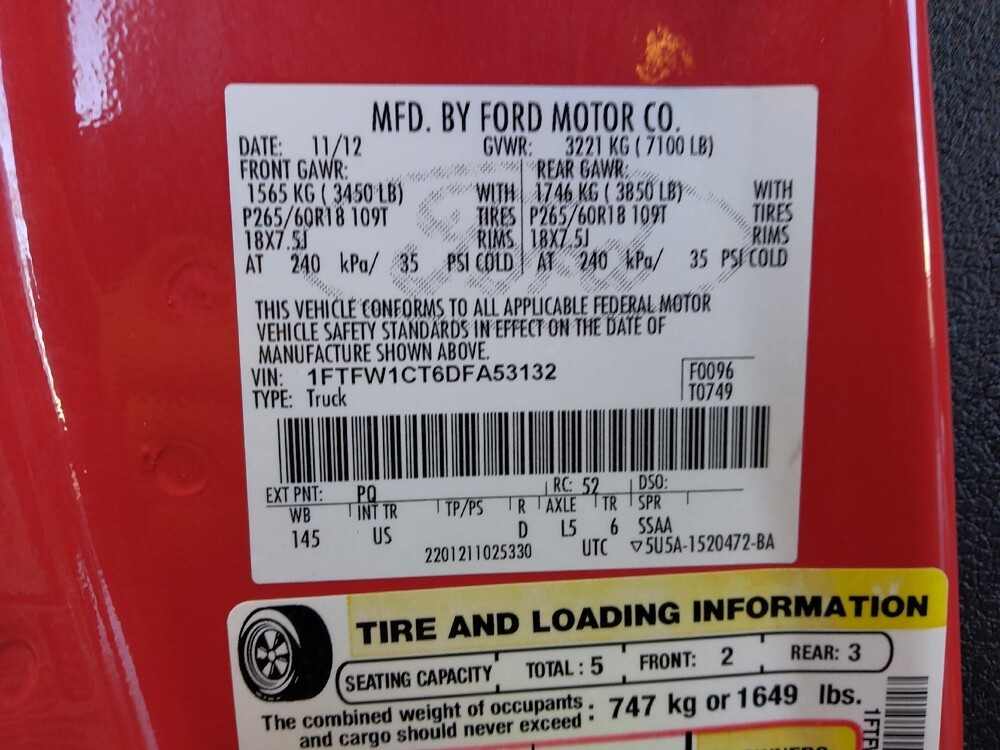 MFD. BY FORD MOTOR CO.
DATE: 11/12 GVWR: 3221 KG ( 7100 LB)
FRONT GAWR: REAR GAWR:
1565 KG ( 3450 LB) WITH 1746 KG ( 3850 LB) WITH
P265/60R18 109T TIRES P265/60R18 109T TIRES
18X7.5J RIMS 18X7.5J RIMS
AT 240 kPa/ 35 PSI COLD AT 240 kPa/ 35 PSI COLD
THIS VEHICLE CONFORMS TO ALL APPLICABLE FEDERAL MOTOR
VEHICLE SAFETY STANDARDS IN EFFECT ON THE DATE OF
MANUFACTURE SHOWN ABOVE.
VIN: 1FTFW1CT6DFA53132 F0096
TYPE: Truck T0749
EXT PNT: PQ RC: 52 DSO:
WB INT TR TP/PS R AXLE TR SPR
145 US D L5 6 SSAA
2201211025330 UTC ▽5U5A-1520472-BA
TIRE AND LOADING INFORMATION
SEATING CAPACITY TOTAL : 5 FRONT: 2 REAR: 3
The combined weight of occupants
and cargo should never exceed : 747 kg or 1649 lbs.
1FTF